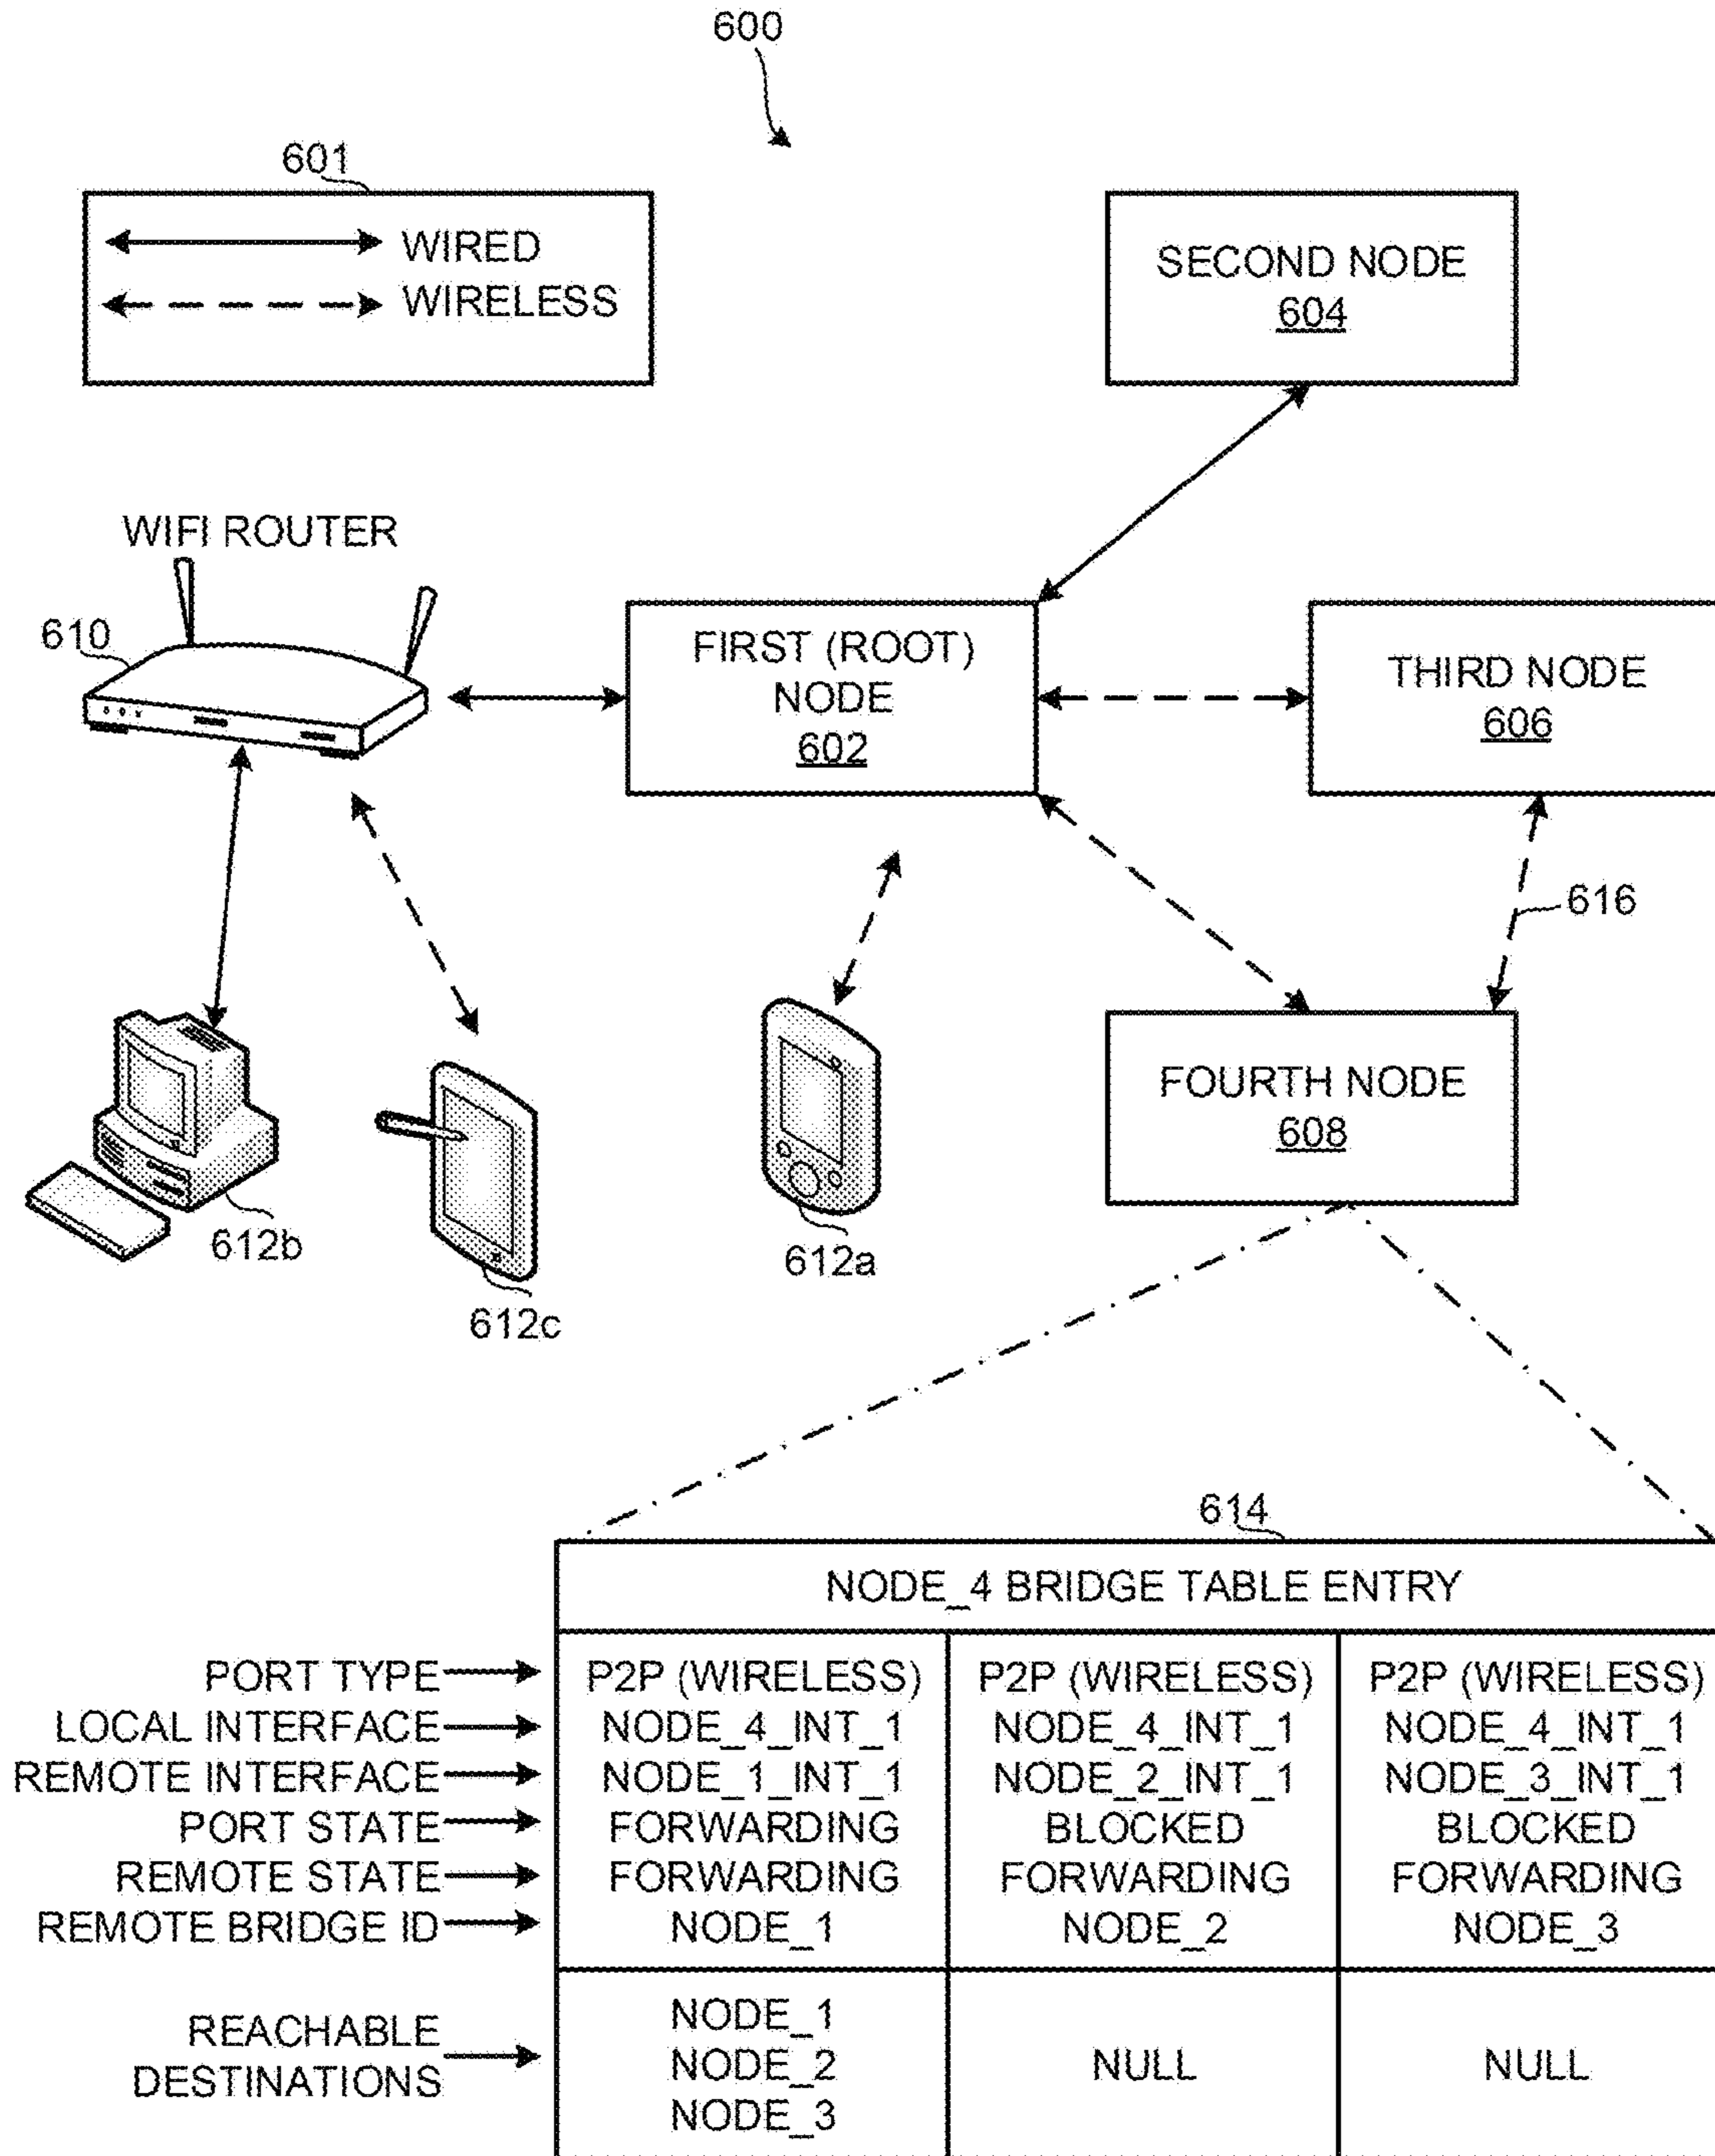 600
601
WIRED
WIRELESS
SECOND NODE
604
WIFI ROUTER
610
FIRST (ROOT)
NODE
602
THIRD NODE
606
616
FOURTH NODE
608
612b
612c
612a
614
NODE_4 BRIDGE TABLE ENTRY
PORT TYPE P2P (WIRELESS) P2P (WIRELESS) P2P (WIRELESS)
LOCAL INTERFACE NODE_4_INT_1 NODE_4_INT_1 NODE_4_INT_1
REMOTE INTERFACE NODE_1_INT_1 NODE_2_INT_1 NODE_3_INT_1
PORT STATE FORWARDING BLOCKED BLOCKED
REMOTE STATE FORWARDING FORWARDING FORWARDING
REMOTE BRIDGE ID NODE_1 NODE_2 NODE_3
REACHABLE
DESTINATIONS
NODE_1
NODE_2
NODE_3
NULL
NULL